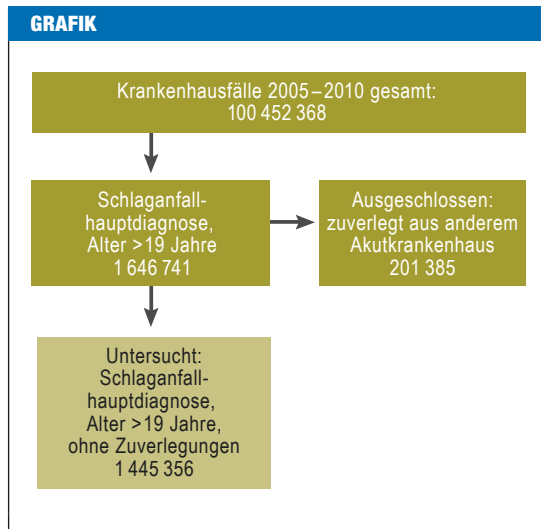 GRAFIK
Krankenhausfälle 2005–2010 gesamt:
100 452 368
Schlaganfall-
hauptdiagnose,
Alter >19 Jahre
1 646 741
Ausgeschlossen:
zuverlegt aus anderem
Akutkrankenhaus
201 385
Untersucht:
Schlaganfall-
hauptdiagnose,
Alter >19 Jahre,
ohne Zuverlegungen
1 445 356